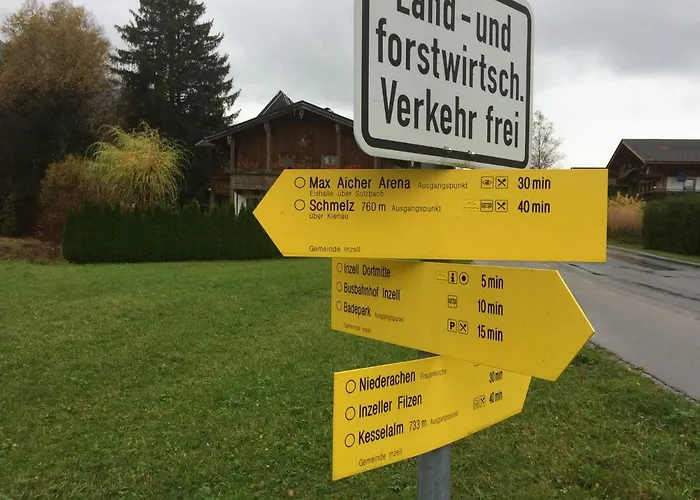 Land- und
forstwirtsch.
Verkehr frei
Max Aicher Arena Ausgangspunkt 30 min
Eishalle über Sulzbach
Schmelz 760 m Ausgangspunkt 40 min
über Kienau
Gemeinde Inzell
Inzell Dorfmitte 5 min
Busbahnhof Inzell 10 min
Badepark Ausgangspunkt P 15 min
Gemeinde Inzell
Niederachen Frauenkirche 30 min
Inzeller Filzen 40 min
Kesselalm 733 m Ausgangspunkt
Gemeinde Inzell